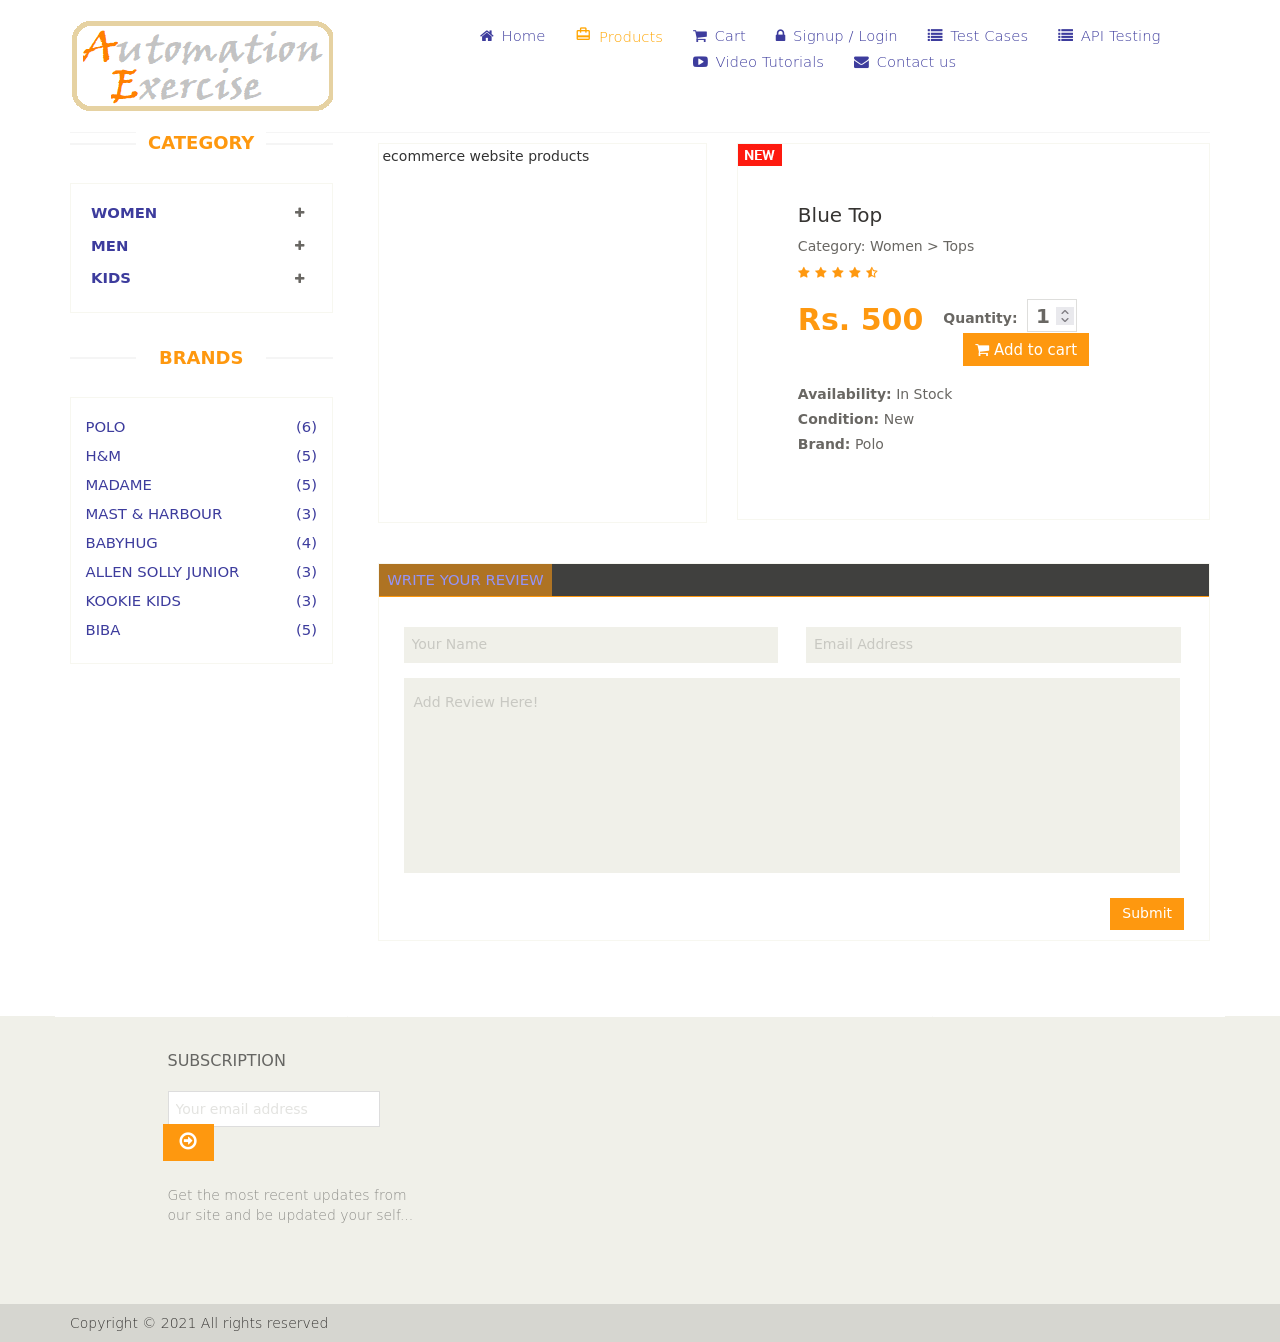 Automation
Exercise
Home
Products
Cart
Signup / Login
Test Cases
API Testing
Video Tutorials
Contact us
CATEGORY
WOMEN
MEN
KIDS
BRANDS
POLO (6)
H&M (5)
MADAME (5)
MAST & HARBOUR (3)
BABYHUG (4)
ALLEN SOLLY JUNIOR (3)
KOOKIE KIDS (3)
BIBA (5)
ecommerce website products
NEW
Blue Top
Category: Women > Tops
Rs. 500 Quantity: 1
Add to cart
Availability: In Stock
Condition: New
Brand: Polo
WRITE YOUR REVIEW
Your Name
Email Address
Add Review Here!
Submit
SUBSCRIPTION
Your email address
Get the most recent updates from
our site and be updated your self...
Copyright © 2021 All rights reserved